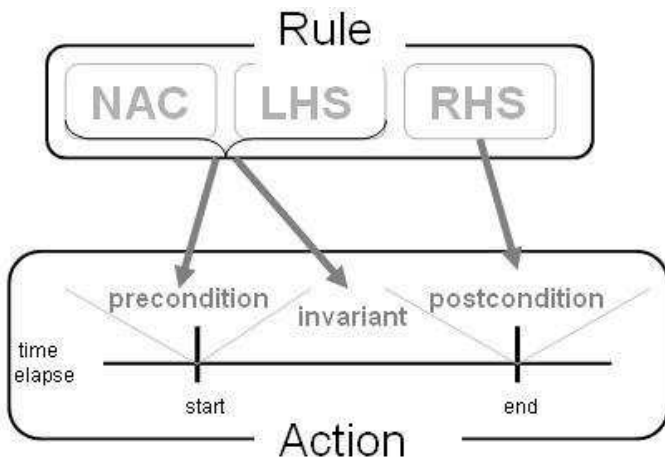 Rule
NAC LHS RHS
precondition postcondition
invariant
time
elapse
start end
Action